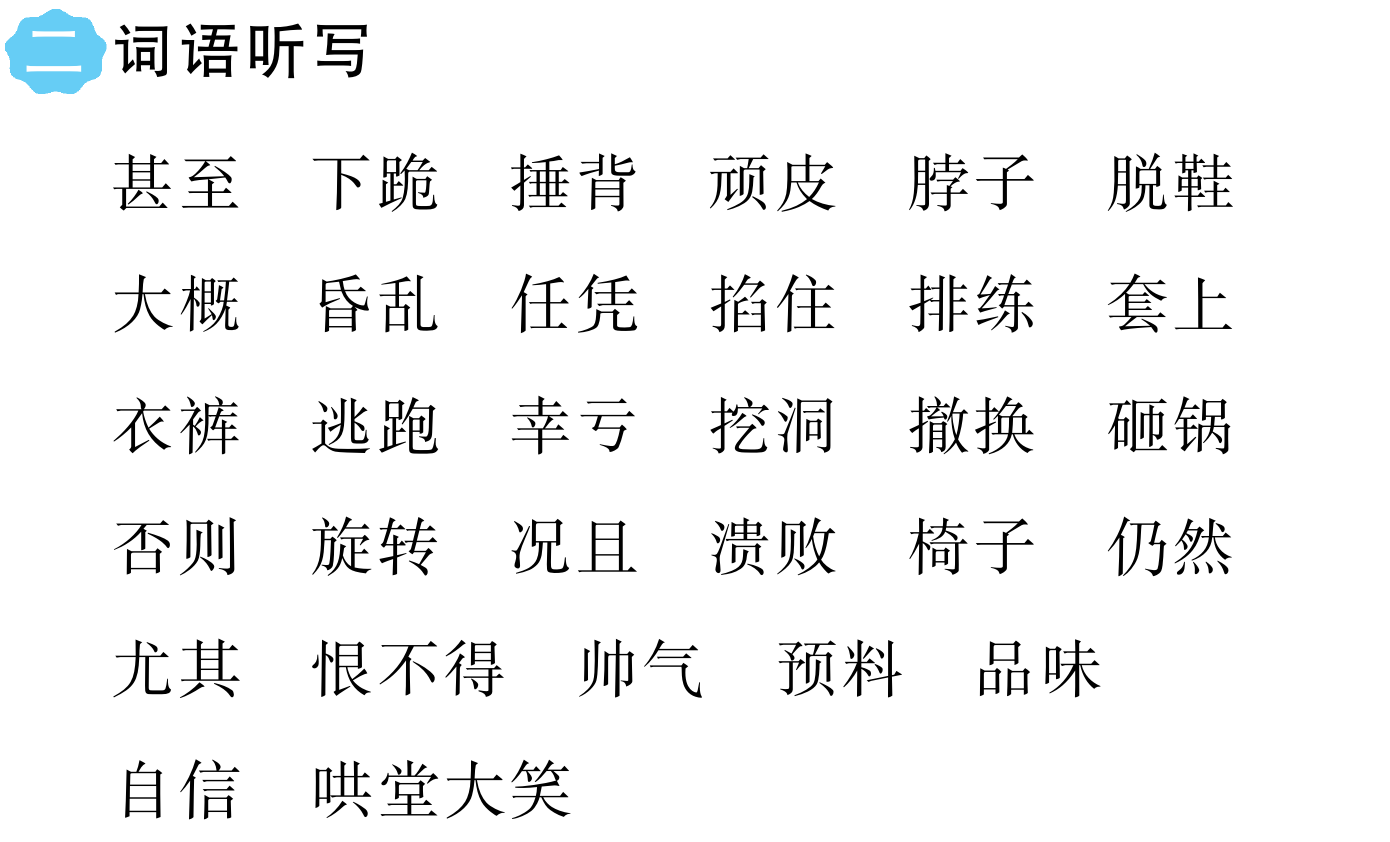 二 词语听写
甚至 下跪 捶背 顽皮 脖子 脱鞋
大概 昏乱 任凭 掐住 排练 套上
衣裤 逃跑 幸亏 挖洞 撤换 砸锅
否则 旋转 况且 溃败 椅子 仍然
尤其 恨不得 帅气 预料 品味
自信 哄堂大笑